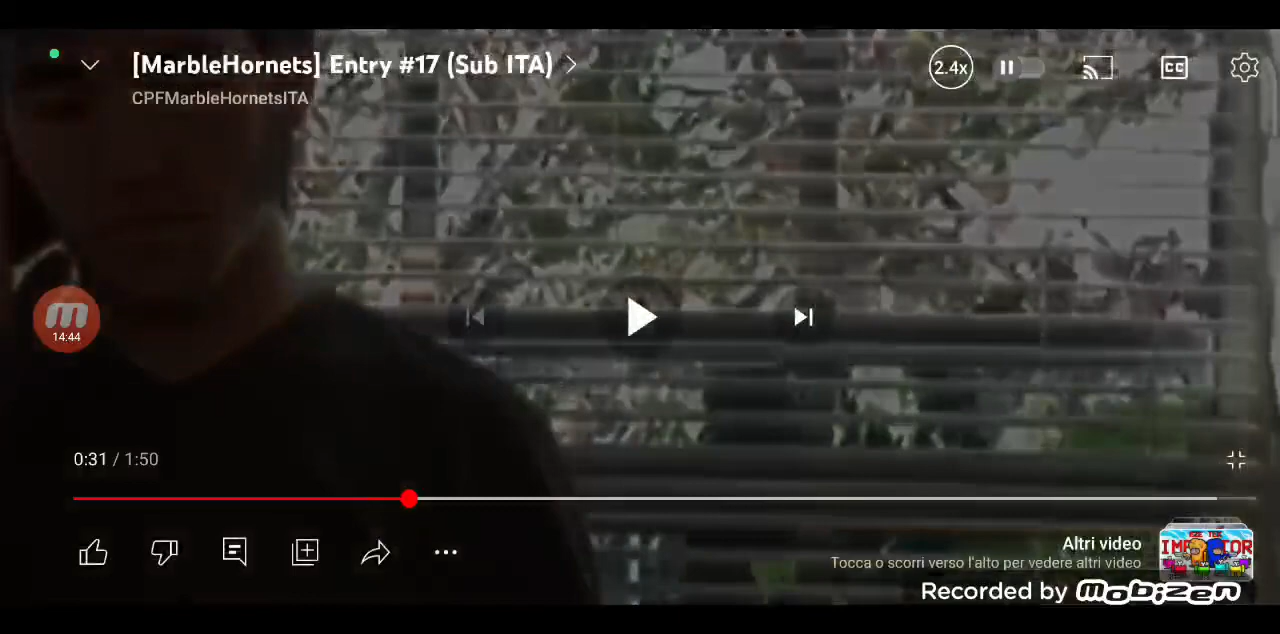 [MarbleHornets] Entry #17 (Sub ITA)
2.4x
CC
CPFMarbleHornetsITA
14:44
0:31 / 1:50
Altri video
Tocca o scorri verso l'alto per vedere altri video
Recorded by Mobizen